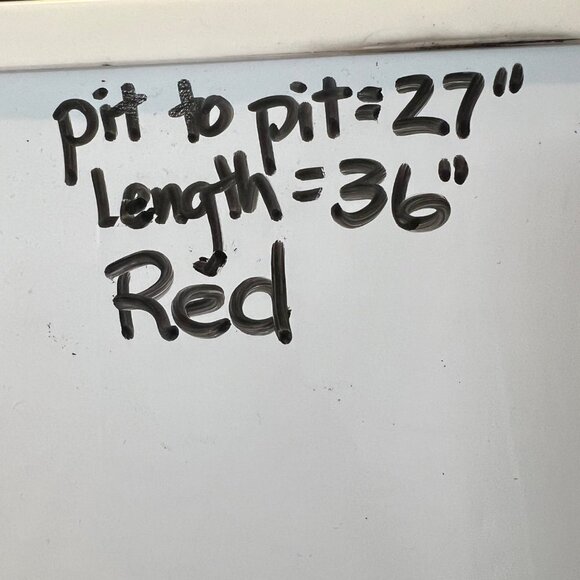 pit to pit=27"
Length=36"
Red